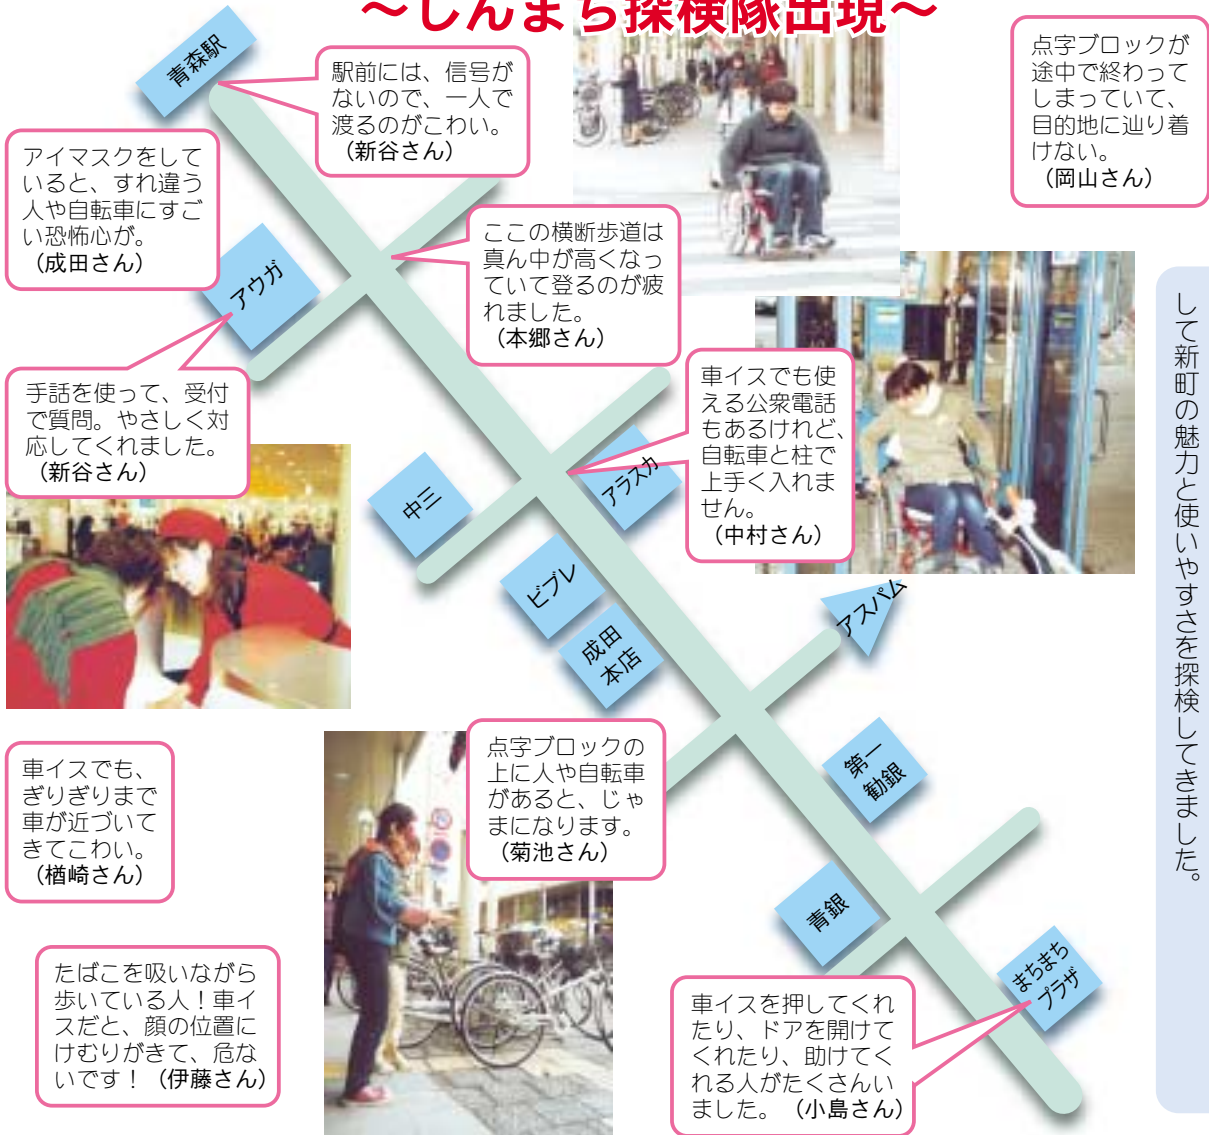 ～しんまち探検隊出現～
青森駅
駅前には、信号が
ないので、一人で
渡るのがこわい。
(新谷さん)
点字ブロックが
途中で終わって
しまっていて、
目的地に辿り着
けない。
(岡山さん)
アイマスクをして
いると、すれ違う
人や自転車にすご
い恐怖心が。
(成田さん)
アウガ
ここの横断歩道は
真ん中が高くなっ
ていて登るのが疲
れました。
(本郷さん)
手話を使って、受付
で質問。やさしく対
応してくれました。
(新谷さん)
車イスでも使
える公衆電話
もあるけれど、
自転車と柱で
上手く入れま
せん。
(中村さん)
中三
アラスカ
ビブレ
成田
本店
アスパム
して新町の魅力と使いやすさを探検してきました。
点字ブロックの
上に人や自転車
があると、じゃ
まになります。
(菊池さん)
車イスでも、
ぎりぎりまで
車が近づいて
きてこわい。
(楢崎さん)
第一
勧銀
青銀
まちまち
プラザ
たばこを吸いながら
歩いている人！車イ
スだと、顔の位置に
けむりがきて、危な
いです！(伊藤さん)
車イスを押してくれ
たり、ドアを開けて
くれたり、助けてく
れる人がたくさんい
ました。(小島さん)